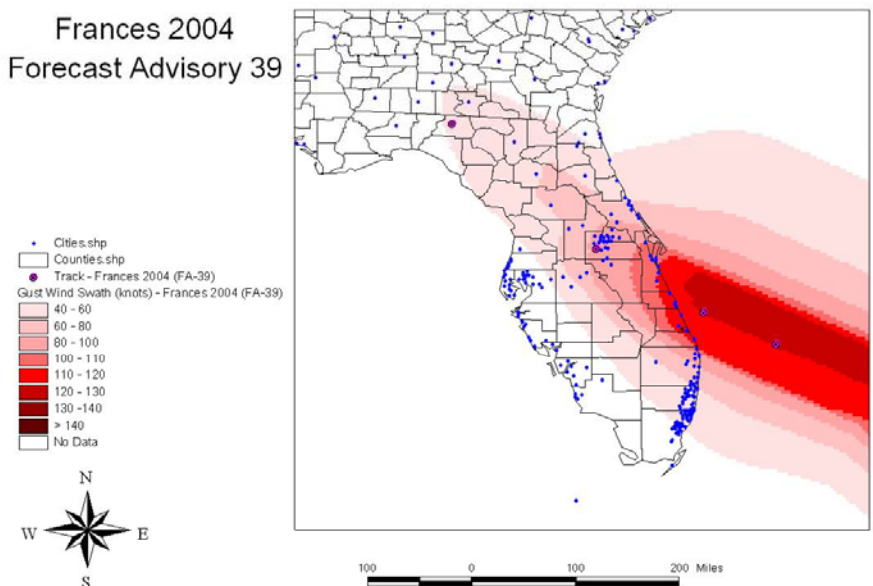 Frances 2004
Forecast Advisory 39
Cities.shp
Counties.shp
Track - Frances 2004 (FA-39)
Gust Wind Swath (knots) - Frances 2004 (FA-39)
40 - 60
60 - 80
80 - 100
100 - 110
110 - 120
120 - 130
130 -140
> 140
No Data
N
W E
S
100 0 100 200 Miles